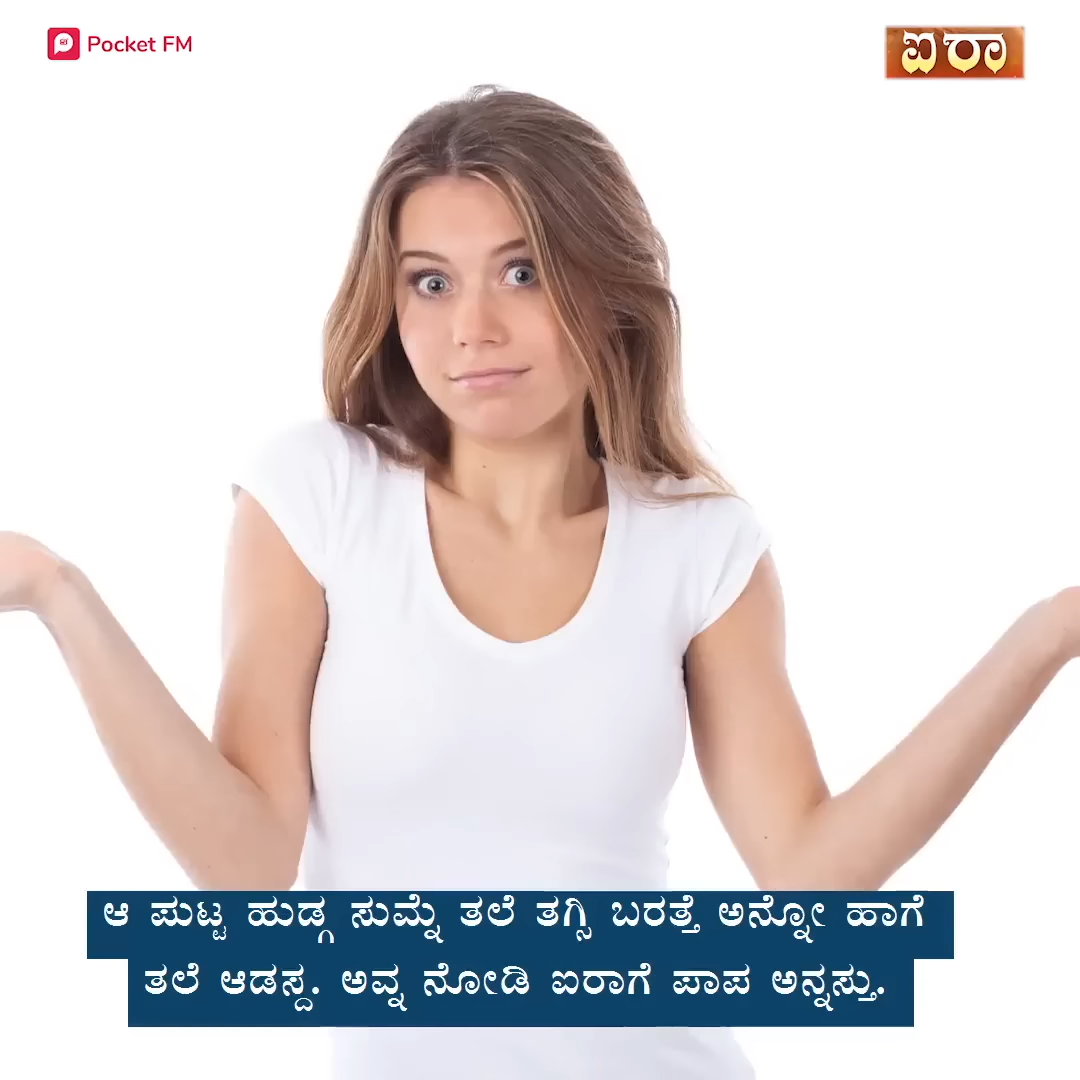 Pocket FM
ಐರಾ
ಆ ಪುಟ್ಟ ಹುಡ್ಗ ಸುಮ್ನೆ ತಲೆ ತಗ್ಸಿ ಬರತ್ತೆ ಅನ್ನೋ ಹಾಗೆ
ತಲೆ ಆಡಸ್ದ. ಅವ್ನ ನೋಡಿ ಐರಾಗೆ ಪಾಪ ಅನ್ನಸ್ತು.